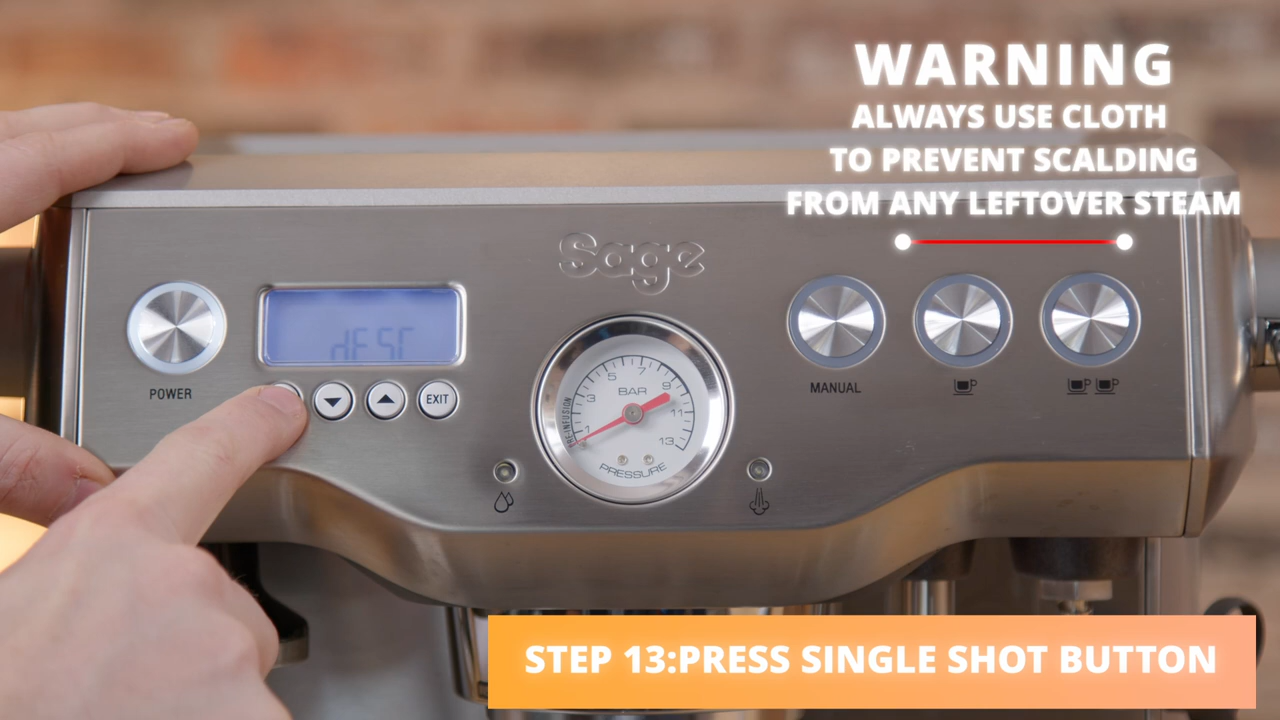 WARNING
ALWAYS USE CLOTH
TO PREVENT SCALDING
FROM ANY LEFTOVER STEAM
Sage
dESC
POWER
EXIT
MANUAL
1
3
5
7
9
11
13
BAR
PRE-INFUSION
PRESSURE
STEP 13:PRESS SINGLE SHOT BUTTON